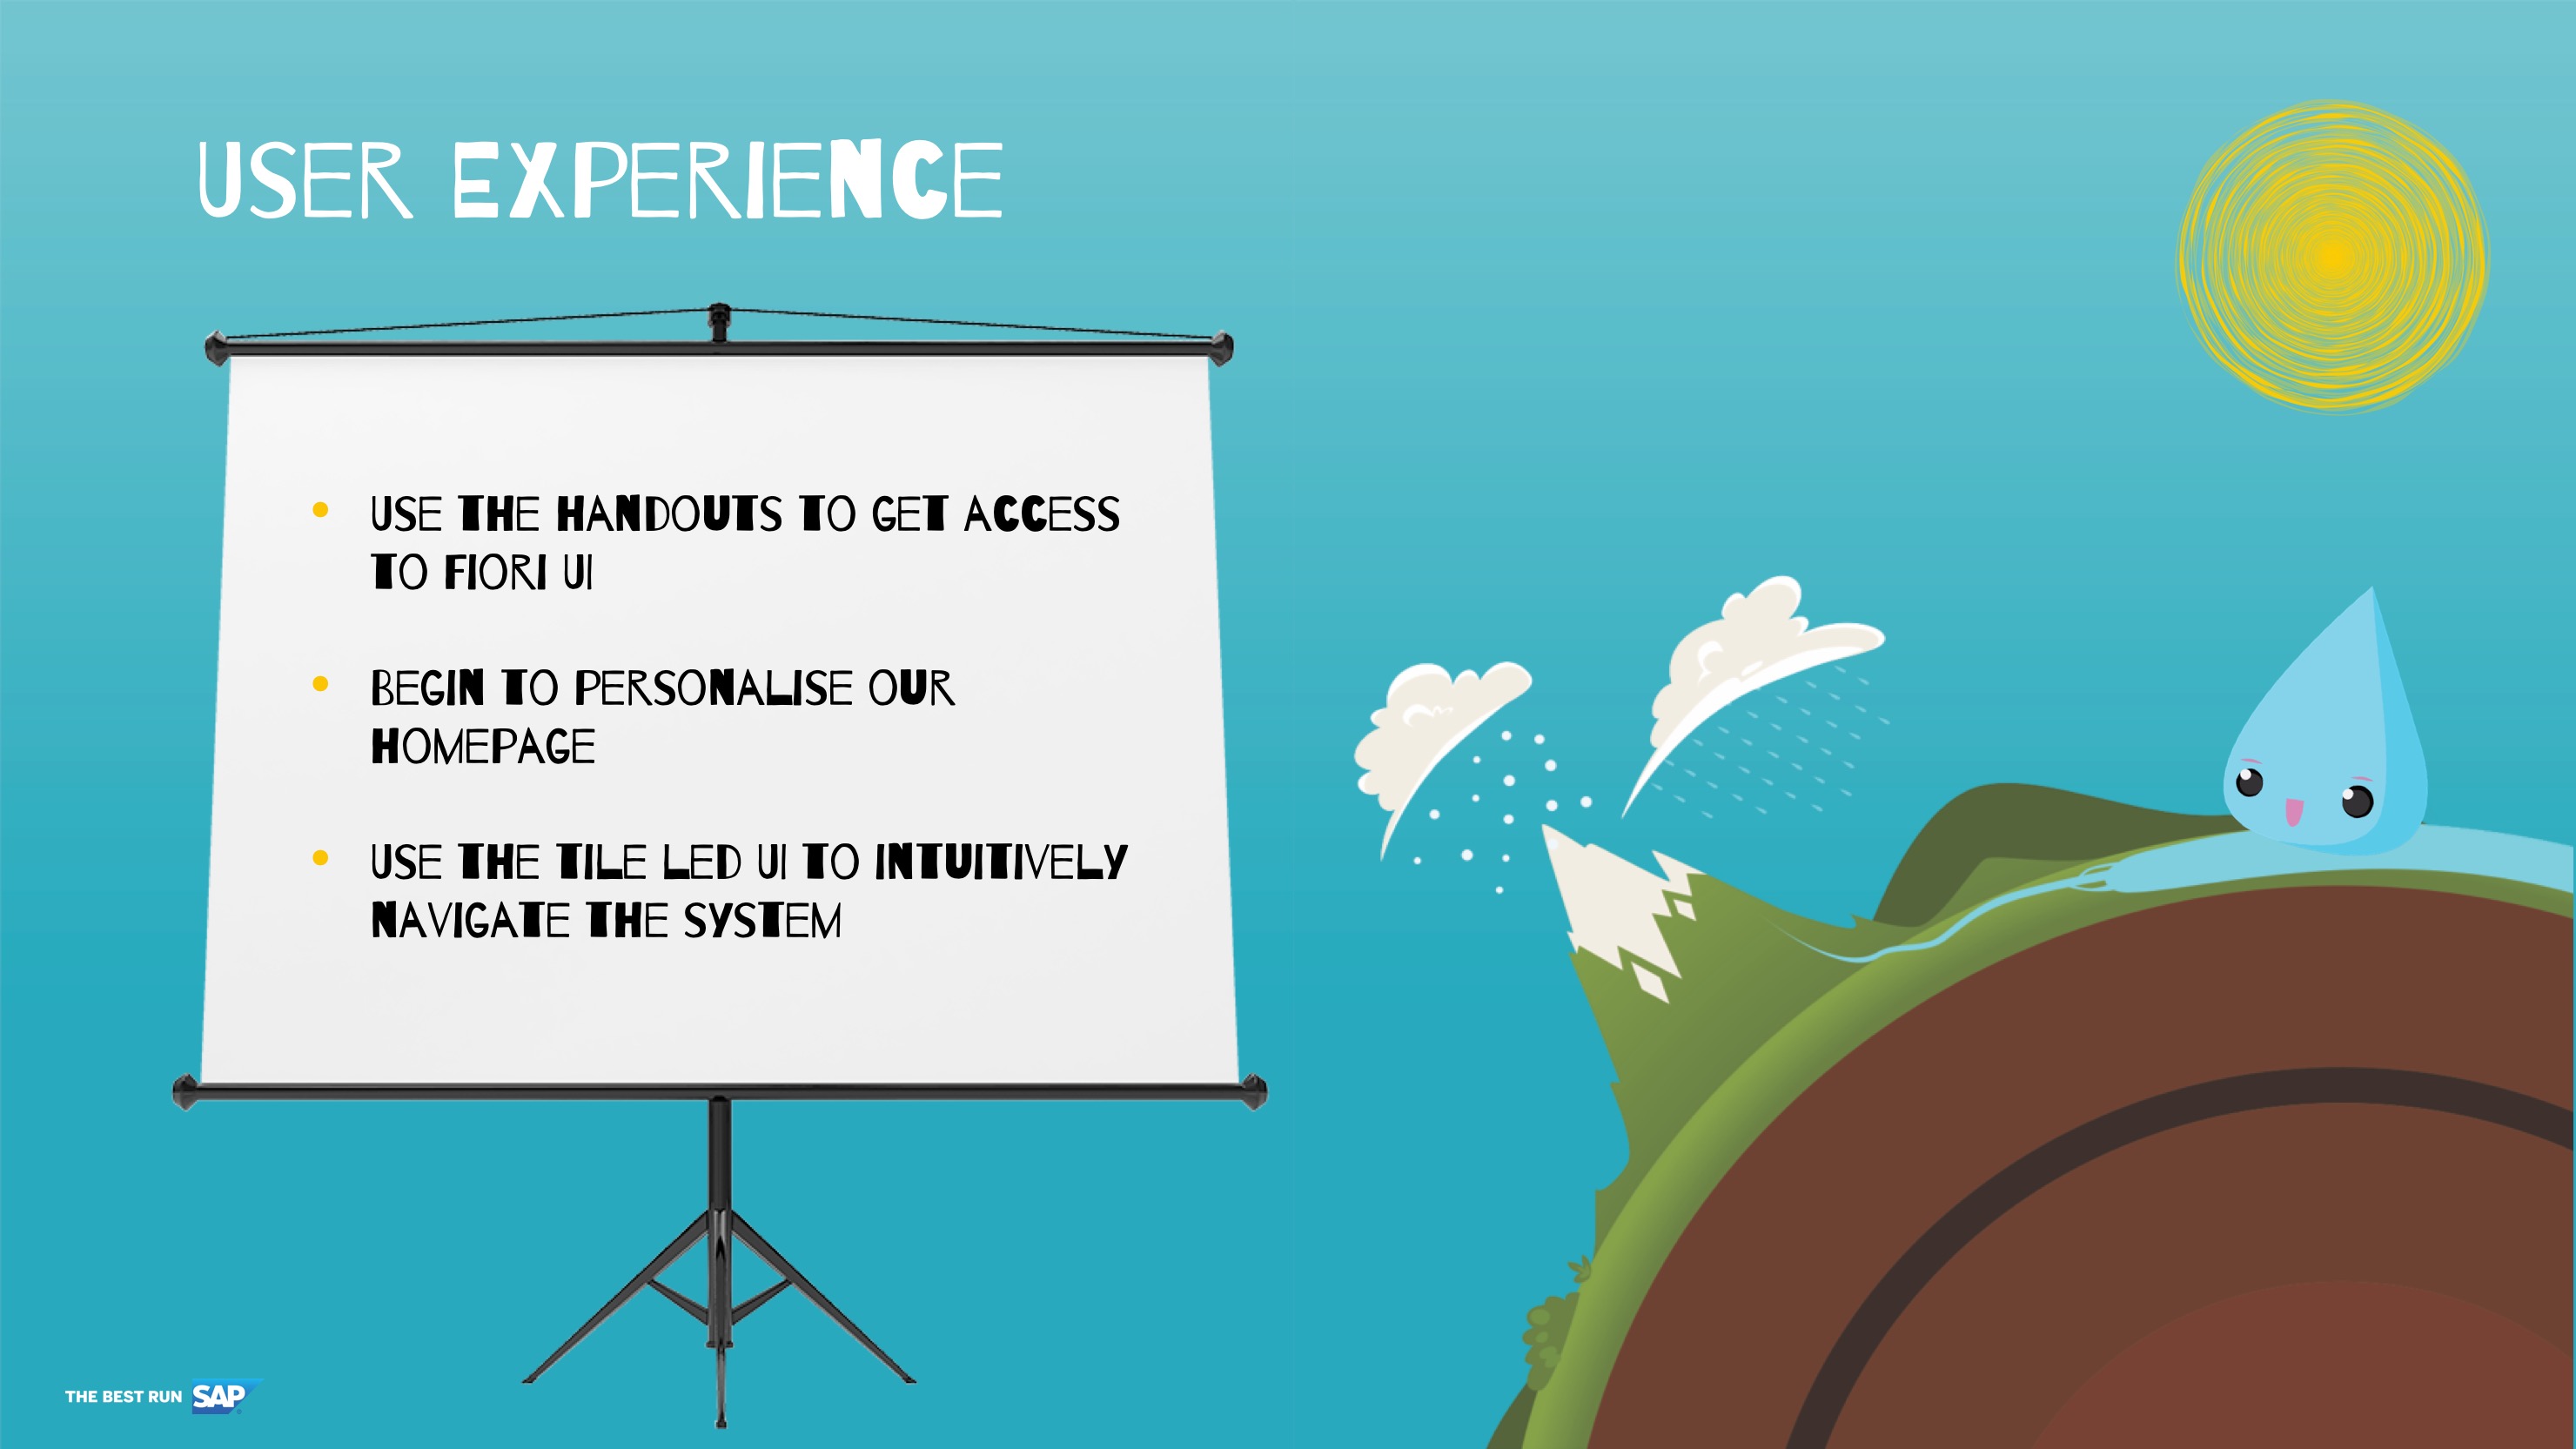 USER EXPERIENCE
• USE THE HANDOUTS TO GET ACCESS
TO FIORI UI
• BEGIN TO PERSONALISE OUR
HOMEPAGE
• USE THE TILE LED UI TO INTUITIVELY
NAVIGATE THE SYSTEM
THE BEST RUN SAP